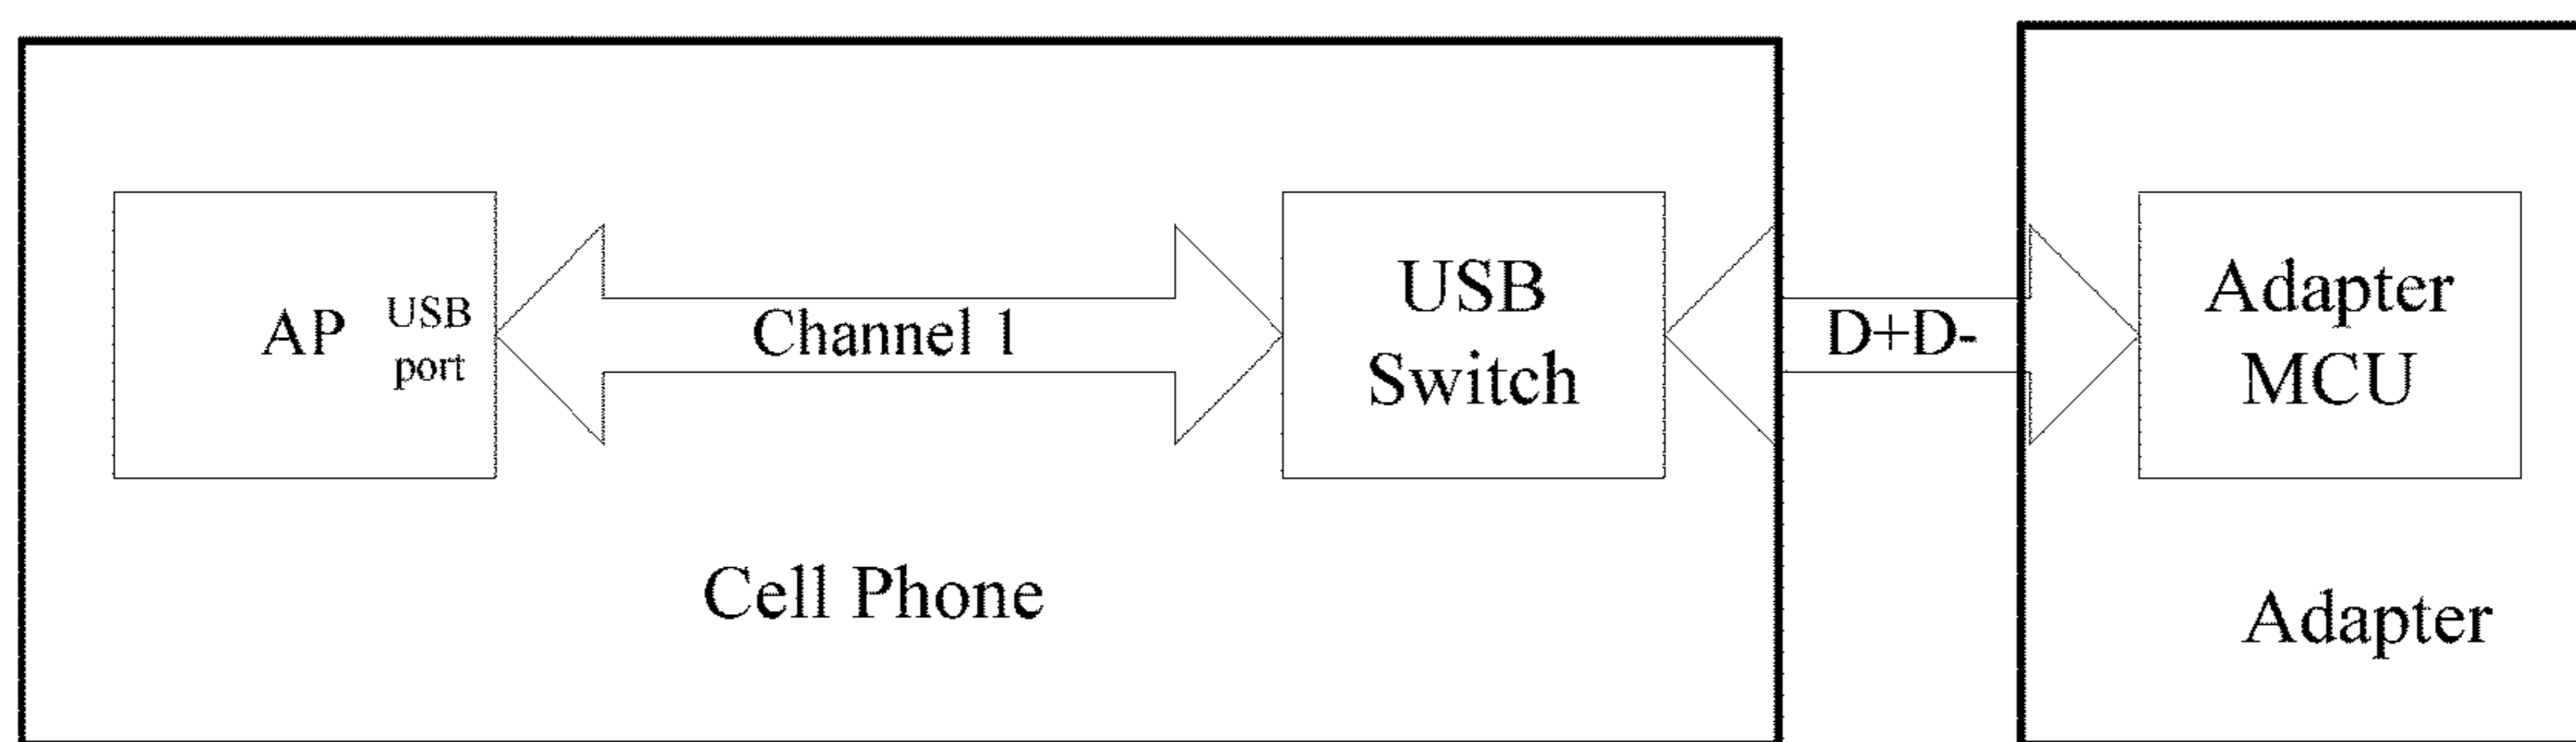 AP
USB
port
Channel 1
USB
Switch
D+D-
Adapter
MCU
Cell Phone
Adapter